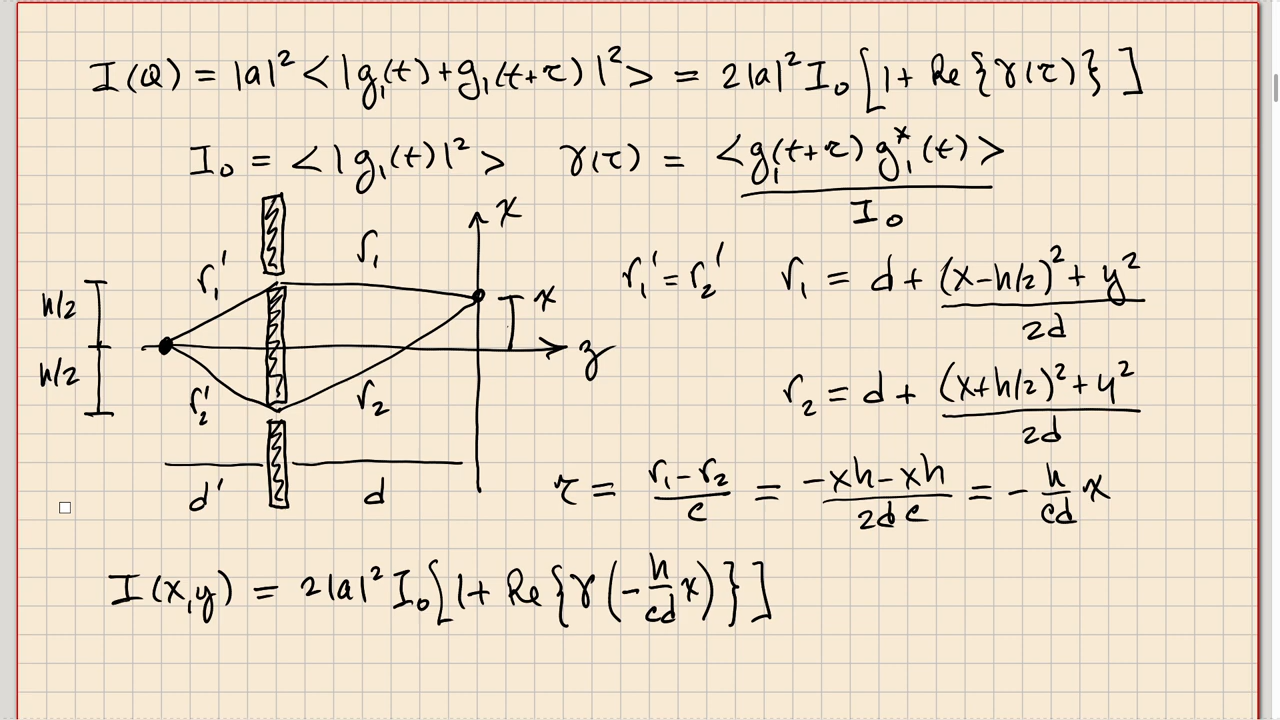 I(Q) = |a|² < |g₁(t) + g₁(t+τ)|² > = 2|a|² I₀ [1 + Re{γ(τ)}]
I₀ = < |g₁(t)|² > γ(τ) = <g₁(t+τ) g₁*(t)> / I₀
x
r₁' r₁
h/2 x r₁' = r₂' r₁ = d + ((x-h/2)² + y²) / 2d
z
h/2 r₂' r₂ r₂ = d + ((x+h/2)² + y²) / 2d
d' d τ = (r₁ - r₂) / c = (-xh - xh) / 2dc = - (h / cd) x
I(x,y) = 2|a|² I₀ [1 + Re{γ(- (h / cd) x)}]